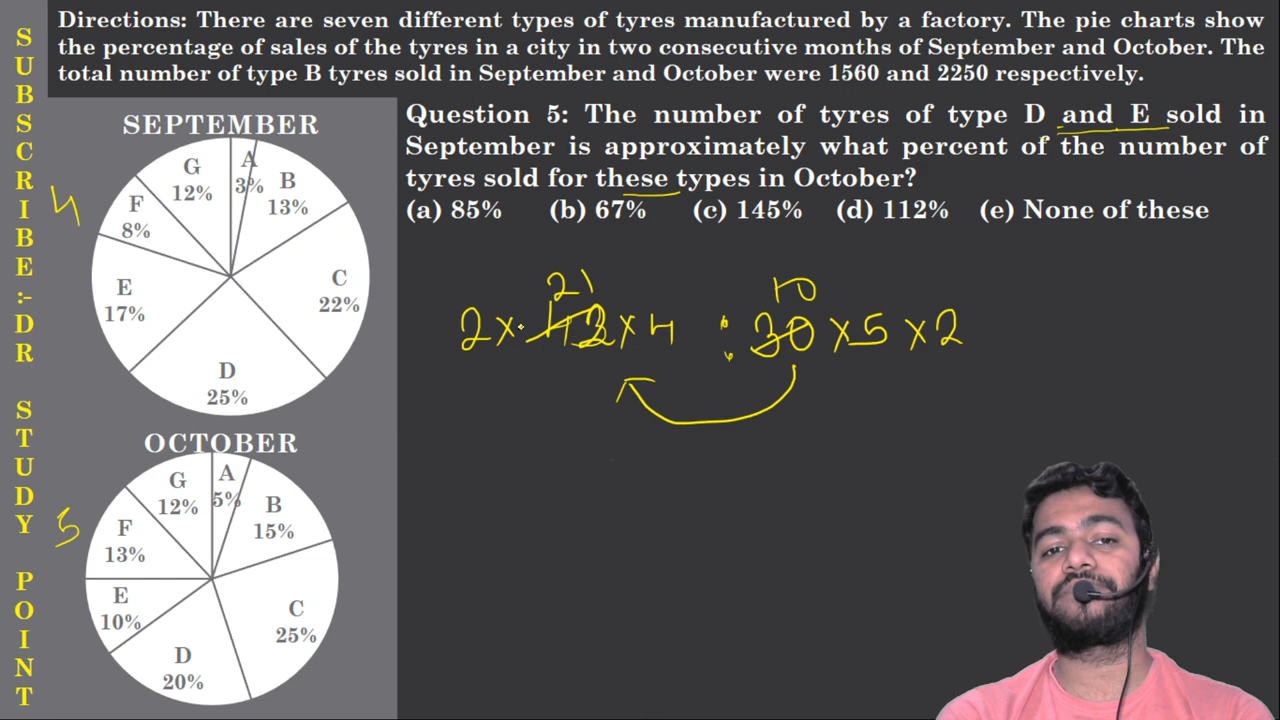 SUBSCRIBE:-DR STUDY POINT
Directions: There are seven different types of tyres manufactured by a factory. The pie charts show
the percentage of sales of the tyres in a city in two consecutive months of September and October. The
total number of type B tyres sold in September and October were 1560 and 2250 respectively.
SEPTEMBER
A
3%
B
13%
C
22%
D
25%
E
17%
F
8%
G
12%
4
OCTOBER
A
5%
B
15%
C
25%
D
20%
E
10%
F
13%
G
12%
5
Question 5: The number of tyres of type D and E sold in
September is approximately what percent of the number of
tyres sold for these types in October?
(a) 85% (b) 67% (c) 145% (d) 112% (e) None of these
21 10
2 × 42 × 4 : 30 × 5 × 2